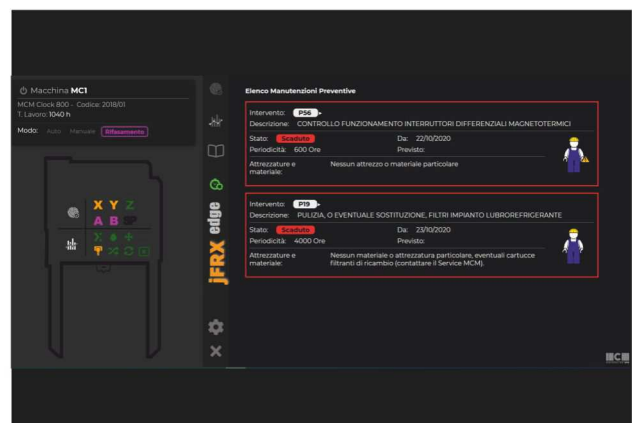 Macchina MC1
MCM Clock 800 - Codice: 2018/01
T. Lavoro: 1040 h
Modo: Auto Manuale Rifasamento
X Y Z
A B
jFRX edge
Elenco Manutenzioni Preventive
Intervento: P56
Descrizione: CONTROLLO FUNZIONAMENTO INTERRUTTORI DIFFERENZIALI MAGNETOTERMICI
Stato: Scaduto Da: 22/10/2020
Periodicità: 600 Ore Previsto:
Attrezzature e Nessun attrezzo o materiale particolare
materiale:
Intervento: P19
Descrizione: PULIZIA, O EVENTUALE SOSTITUZIONE, FILTRI IMPIANTO LUBROREFRIGERANTE
Stato: Scaduto Da: 23/10/2020
Periodicità: 4000 Ore Previsto:
Attrezzature e Nessun materiale o attrezzatura particolare, eventuali cartucce
materiale: filtranti di ricambio (contattare il Service MCM).